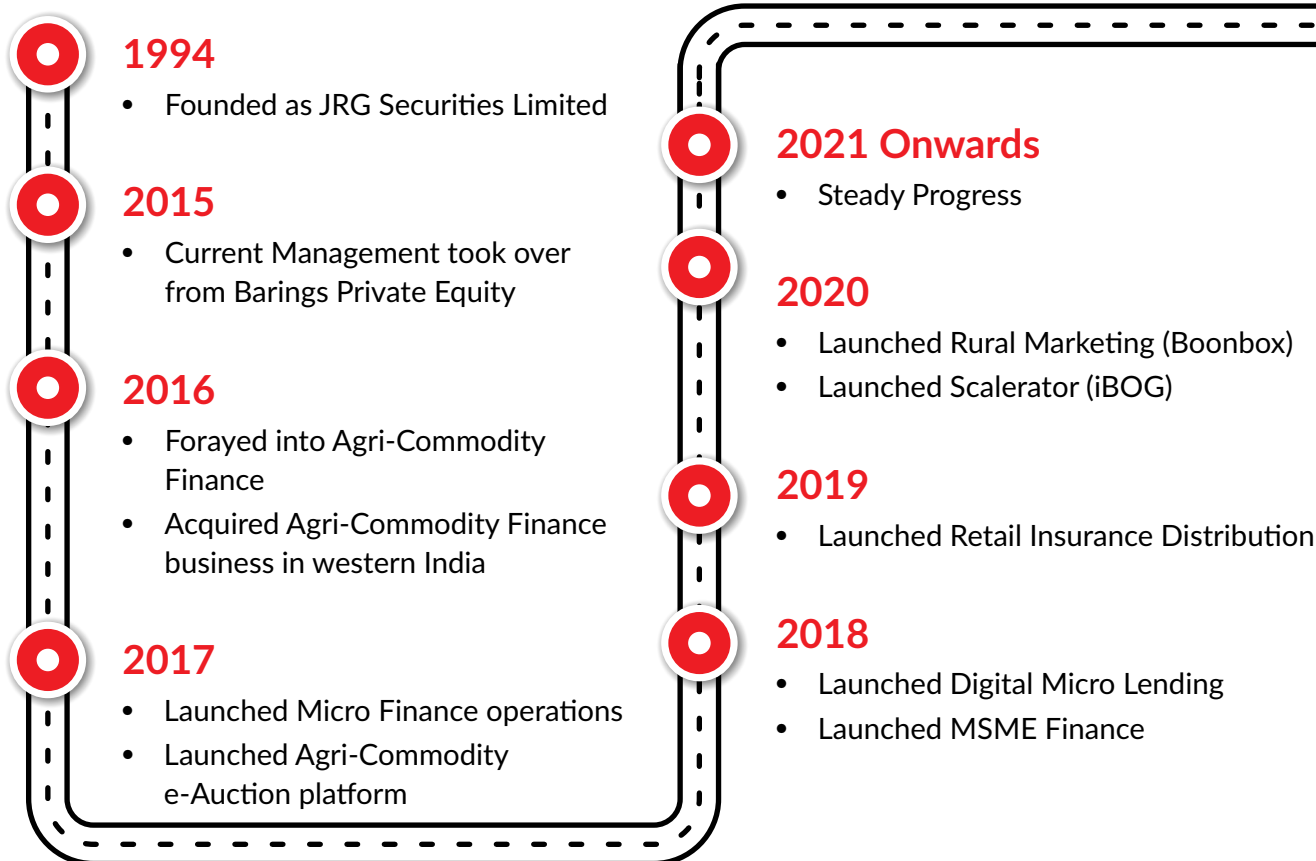 1994
• Founded as JRG Securities Limited
2015
• Current Management took over
from Barings Private Equity
2016
• Forayed into Agri-Commodity
Finance
• Acquired Agri-Commodity Finance
business in western India
2017
• Launched Micro Finance operations
• Launched Agri-Commodity
e-Auction platform
2021 Onwards
• Steady Progress
2020
• Launched Rural Marketing (Boonbox)
• Launched Scalerator (iBOG)
2019
• Launched Retail Insurance Distribution
2018
• Launched Digital Micro Lending
• Launched MSME Finance